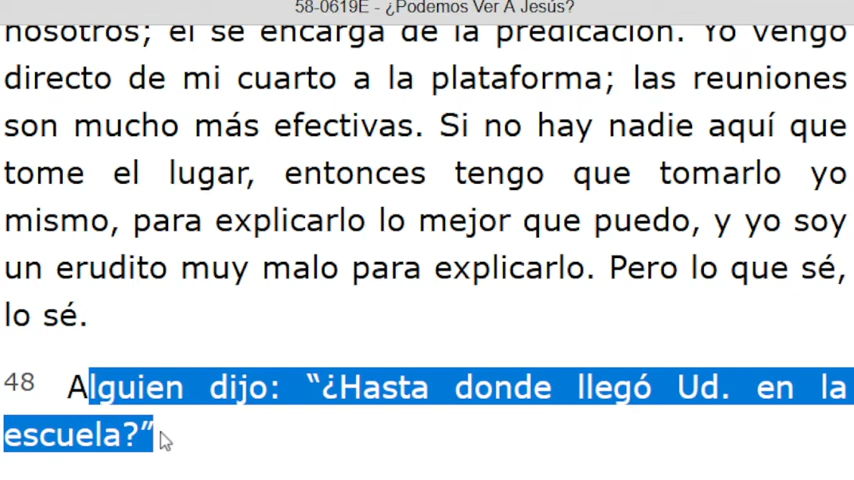 58-0619E - ¿Podemos Ver A Jesús?
nosotros; él se encarga de la predicación. Yo vengo
directo de mi cuarto a la plataforma; las reuniones
son mucho más efectivas. Si no hay nadie aquí que
tome el lugar, entonces tengo que tomarlo yo
mismo, para explicarlo lo mejor que puedo, y yo soy
un erudito muy malo para explicarlo. Pero lo que sé,
lo sé.
48 Alguien dijo: “¿Hasta donde llegó Ud. en la
escuela?”